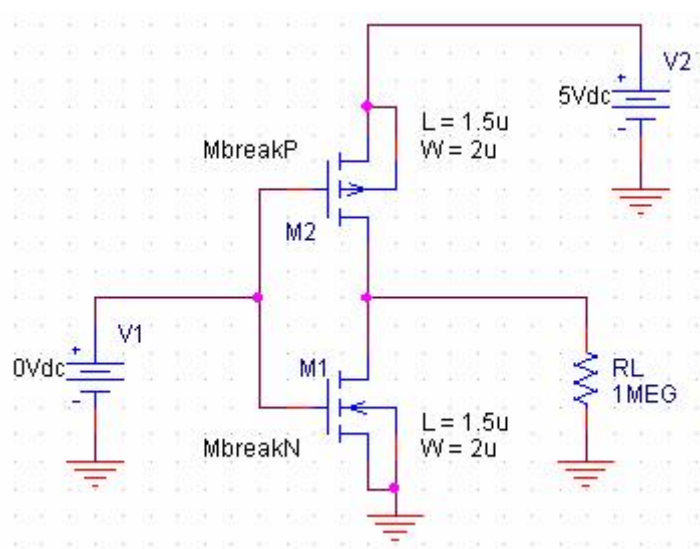 V2
5Vdc
L = 1.5u
W = 2u
MbreakP
M2
V1
0Vdc
M1
RL
1MEG
L = 1.5u
W = 2u
MbreakN